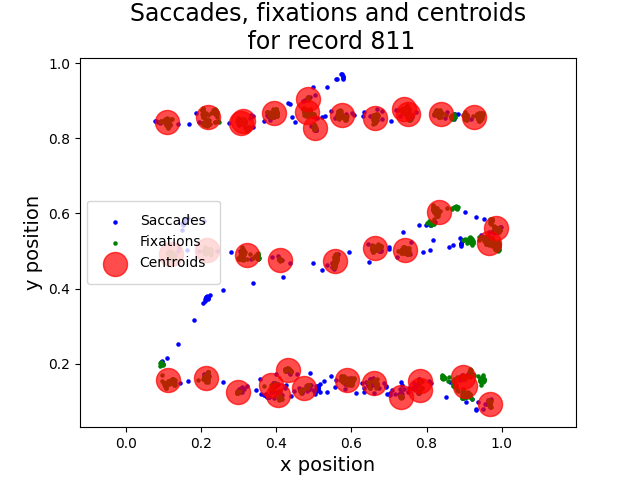 Saccades, fixations and centroids
for record 811
1.0
0.8
0.6
0.4
0.2
y position
Saccades
Fixations
Centroids
0.0 0.2 0.4 0.6 0.8 1.0
x position